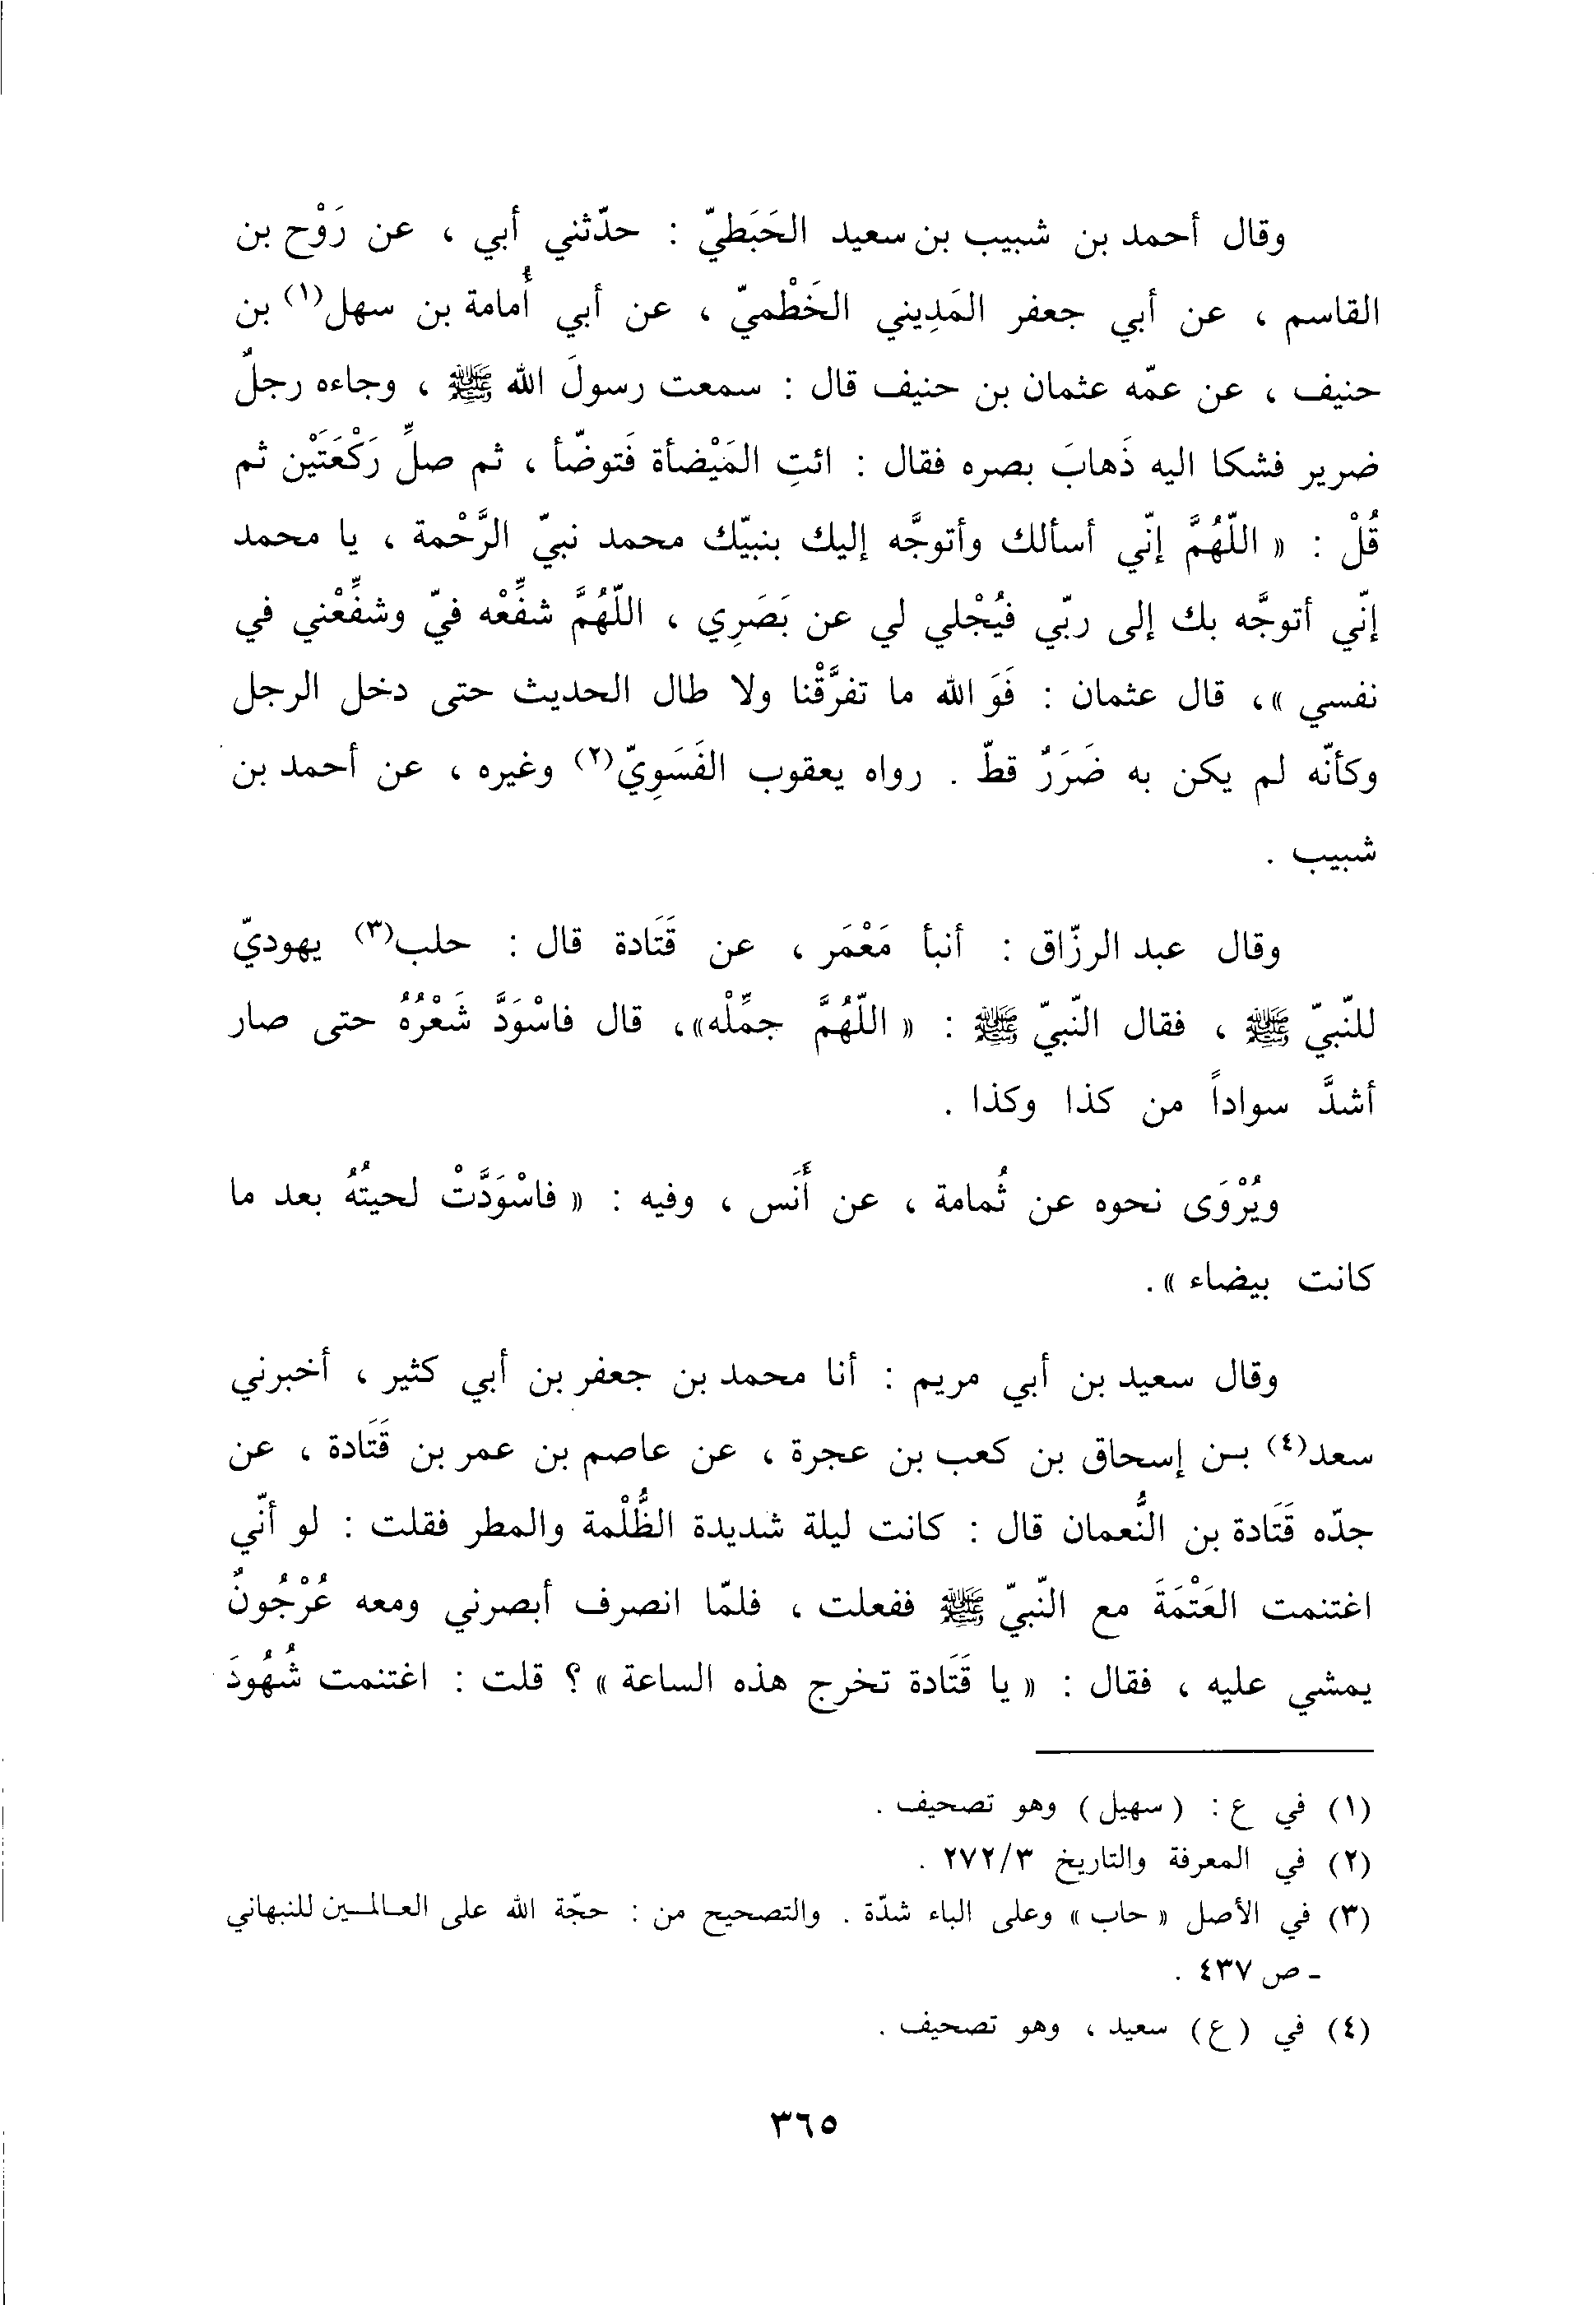 وقال أحمد بن شبيب بن سعيد الحَبَطيّ : حدّثني أبي ، عن رَوْح بن
القاسم ، عن أبي جعفر المَدِيني الخَطْميّ ، عن أبي أُمامة بن سهل(١) بن
حنيف ، عن عمّه عثمان بن حنيف قال : سمعت رسولَ الله ﷺ ، وجاءه رجلٌ
ضرير فشكا اليه ذَهابَ بصره فقال : ائتِ المَيْضأة فَتوضّأ ، ثم صلِّ رَكْعَتَيْن ثم
قُلْ : « اللّهُمَّ إنّي أسألك وأتوجَّه إليك بنبيّك محمد نبيّ الرَّحْمة ، يا محمد
إنّي أتوجَّه بك إلى ربّي فيُجْلي لي عن بَصَرِي ، اللّهُمَّ شفِّعْه فيّ وشفِّعْني في
نفسي »، قال عثمان : فَوَ الله ما تفرَّقْنا ولا طال الحديث حتى دخل الرجل
وكأنّه لم يكن به ضَرَرٌ قطّ . رواه يعقوب الفَسَوِيّ(٢) وغيره ، عن أحمد بن
شبيب .
وقال عبد الرزّاق : أنبأ مَعْمَر ، عن قَتَادة قال : حلب(٣) يهوديّ
للنّبيّ ﷺ ، فقال النّبيّ ﷺ : « اللّهُمَّ جمِّلْه»، قال فاسْوَدَّ شَعْرُهُ حتى صار
أشدَّ سواداً من كذا وكذا .
ويُرْوَى نحوه عن ثُمامة ، عن أَنَس ، وفيه : « فاسْوَدَّتْ لحيتُهُ بعد ما
كانت بيضاء ».
وقال سعيد بن أبي مريم : أنا محمد بن جعفر بن أبي كثير ، أخبرني
سعد(٤) بن إسحاق بن كعب بن عجرة ، عن عاصم بن عمر بن قَتَادة ، عن
جدّه قَتَادة بن النُّعمان قال : كانت ليلة شديدة الظُّلْمة والمطر فقلت : لو أنّي
اغتنمت العَتْمَةَ مع النّبيّ ﷺ ففعلت ، فلمّا انصرف أبصرني ومعه عُرْجُونٌ
يمشي عليه ، فقال : « يا قَتَادة تخرج هذه الساعة »؟ قلت : اغتنمت شُهُودَ
(١) في ع : ( سهيل ) وهو تصحيف .
(٢) في المعرفة والتاريخ ٢٧٢/٣ .
(٣) في الأصل « حاب » وعلى الباء شدّة . والتصحيح من : حجّة الله على العالمين للنبهاني
- ص ٤٣٧ .
(٤) في (ع) سعيد ، وهو تصحيف .
٣٦٥